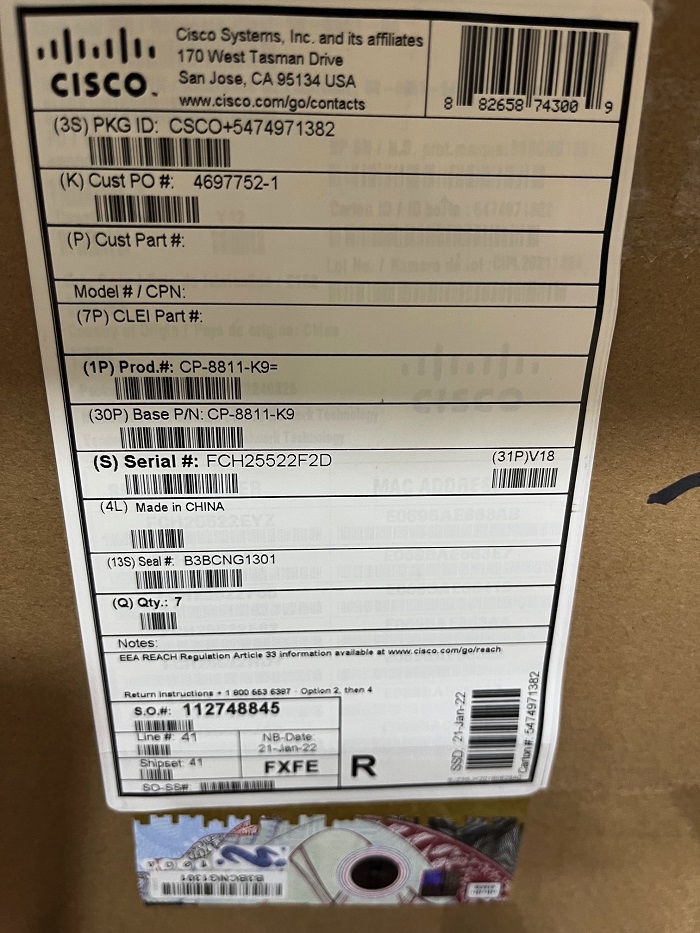 CISCO™
Cisco Systems, Inc. and its affiliates
170 West Tasman Drive
San Jose, CA 95134 USA
www.cisco.com/go/contacts
8 82658 74300 9
(3S) PKG ID: CSCO+5474971382
(K) Cust PO #: 4697752-1
(P) Cust Part #:
Model # / CPN:
(7P) CLEI Part #:
(1P) Prod.#: CP-8811-K9=
(30P) Base P/N: CP-8811-K9
(S) Serial #: FCH25522F2D
(31P)V18
(4L) Made in CHINA
(13S) Seal #: B3BCNG1301
(Q) Qty.: 7
Notes:
EEA REACH Regulation Article 33 information available at www.cisco.com/go/reach
Return Instructions + 1 800 553 6387 - Option 2, then 4
S.O.#: 112748845
Line #: 41
NB-Date:
21-Jan-22
Shipset: 41
FXFE
SO-SS#
R
SSD: 21-Jan-22
Carton#: 5474971382
B3BCNG1301